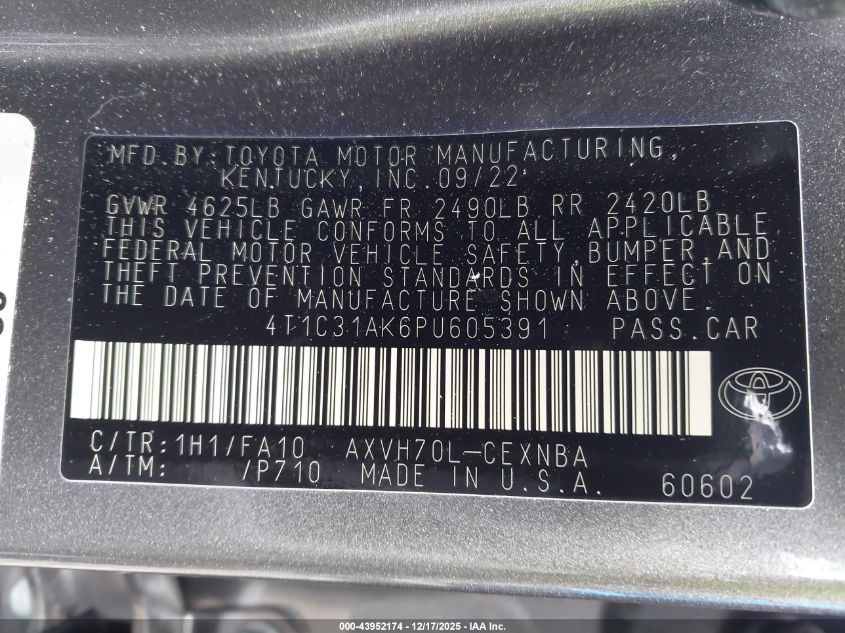 MFD.BY:TOYOTA MOTOR MANUFACTURING,
KENTUCKY,INC.09/22
GVWR 4625LB GAWR FR 2490LB RR 2420LB
THIS VEHICLE CONFORMS TO ALL APPLICABLE
FEDERAL MOTOR VEHICLE SAFETY,BUMPER,AND
THEFT PREVENTION STANDARDS IN EFFECT ON
THE DATE OF MANUFACTURE SHOWN ABOVE.
4T1C31AK6PU605391 PASS.CAR
C/TR:1H1/FA10 AXVH70L-CEXNBA
A/TM: /P710 MADE IN U.S.A. 60602
000-43952174 | 12/17/2025 - IAA Inc.